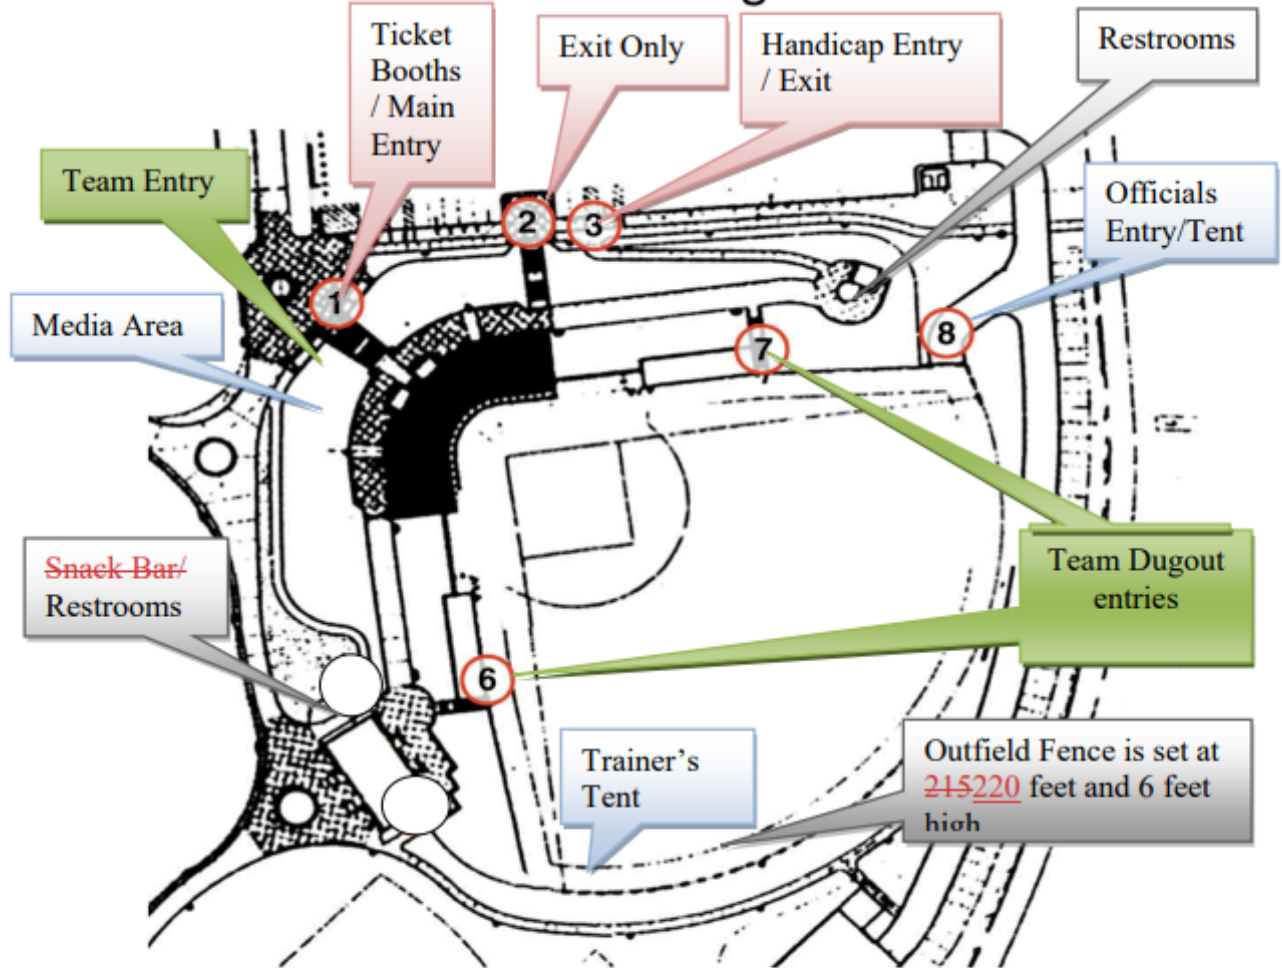 Ticket
Booths
/ Main
Entry
Exit Only
Handicap Entry
/ Exit
Restrooms
Team Entry
Officials
Entry/Tent
2
3
1
Media Area
8
7
Snack Bar/
Restrooms
Team Dugout
entries
6
Trainer's
Tent
Outfield Fence is set at
215220 feet and 6 feet
high